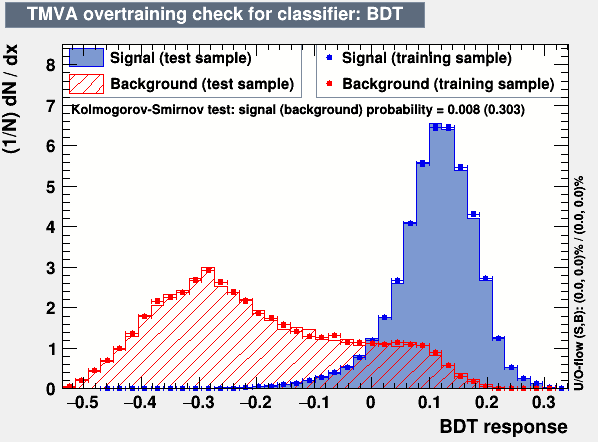 TMVA overtraining check for classifier: BDT
Signal (test sample) Signal (training sample)
Background (test sample) Background (training sample)
Kolmogorov-Smirnov test: signal (background) probability = 0.008 (0.303)
(1/N) dN / dx
8
7
6
5
4
3
2
1
0
−0.5 −0.4 −0.3 −0.2 −0.1 0 0.1 0.2 0.3
BDT response
U/O-flow (S,B): (0.0, 0.0)% / (0.0, 0.0)%